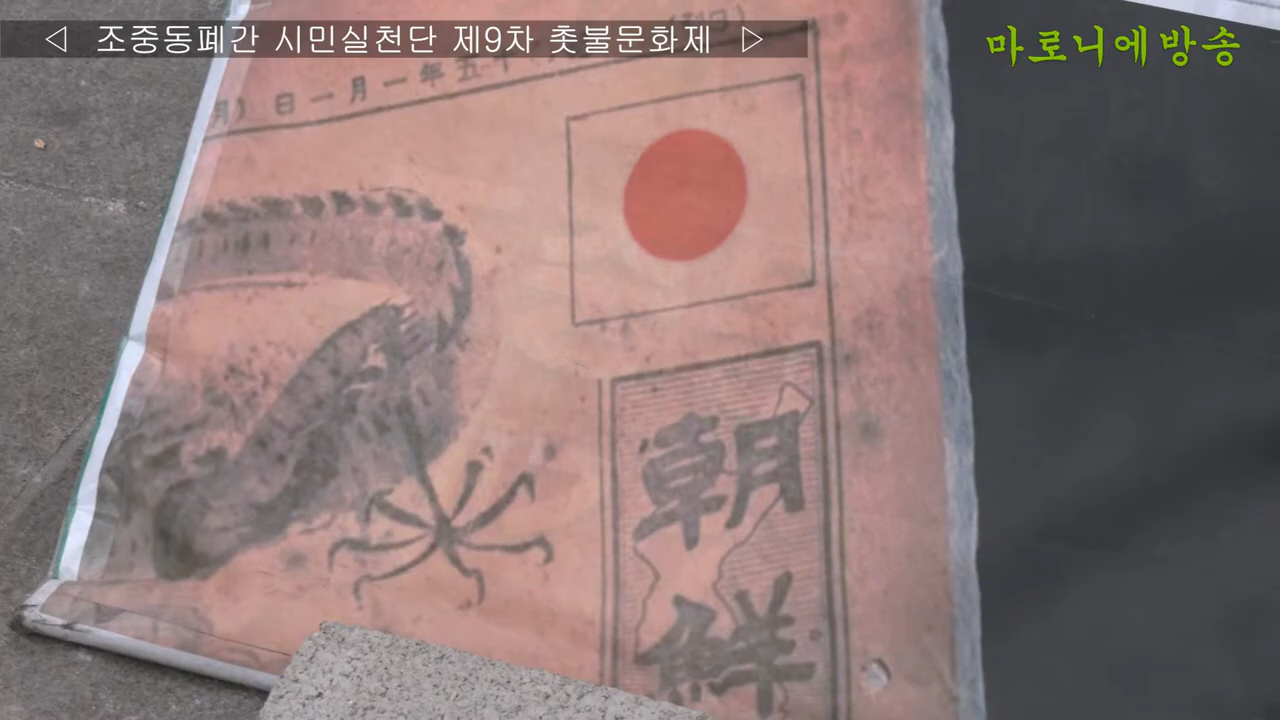 ◁ 조중동폐간 시민실천단 제9차 촛불문화제 ▷
마로니에방송
日一月一年五十
朝
鮮